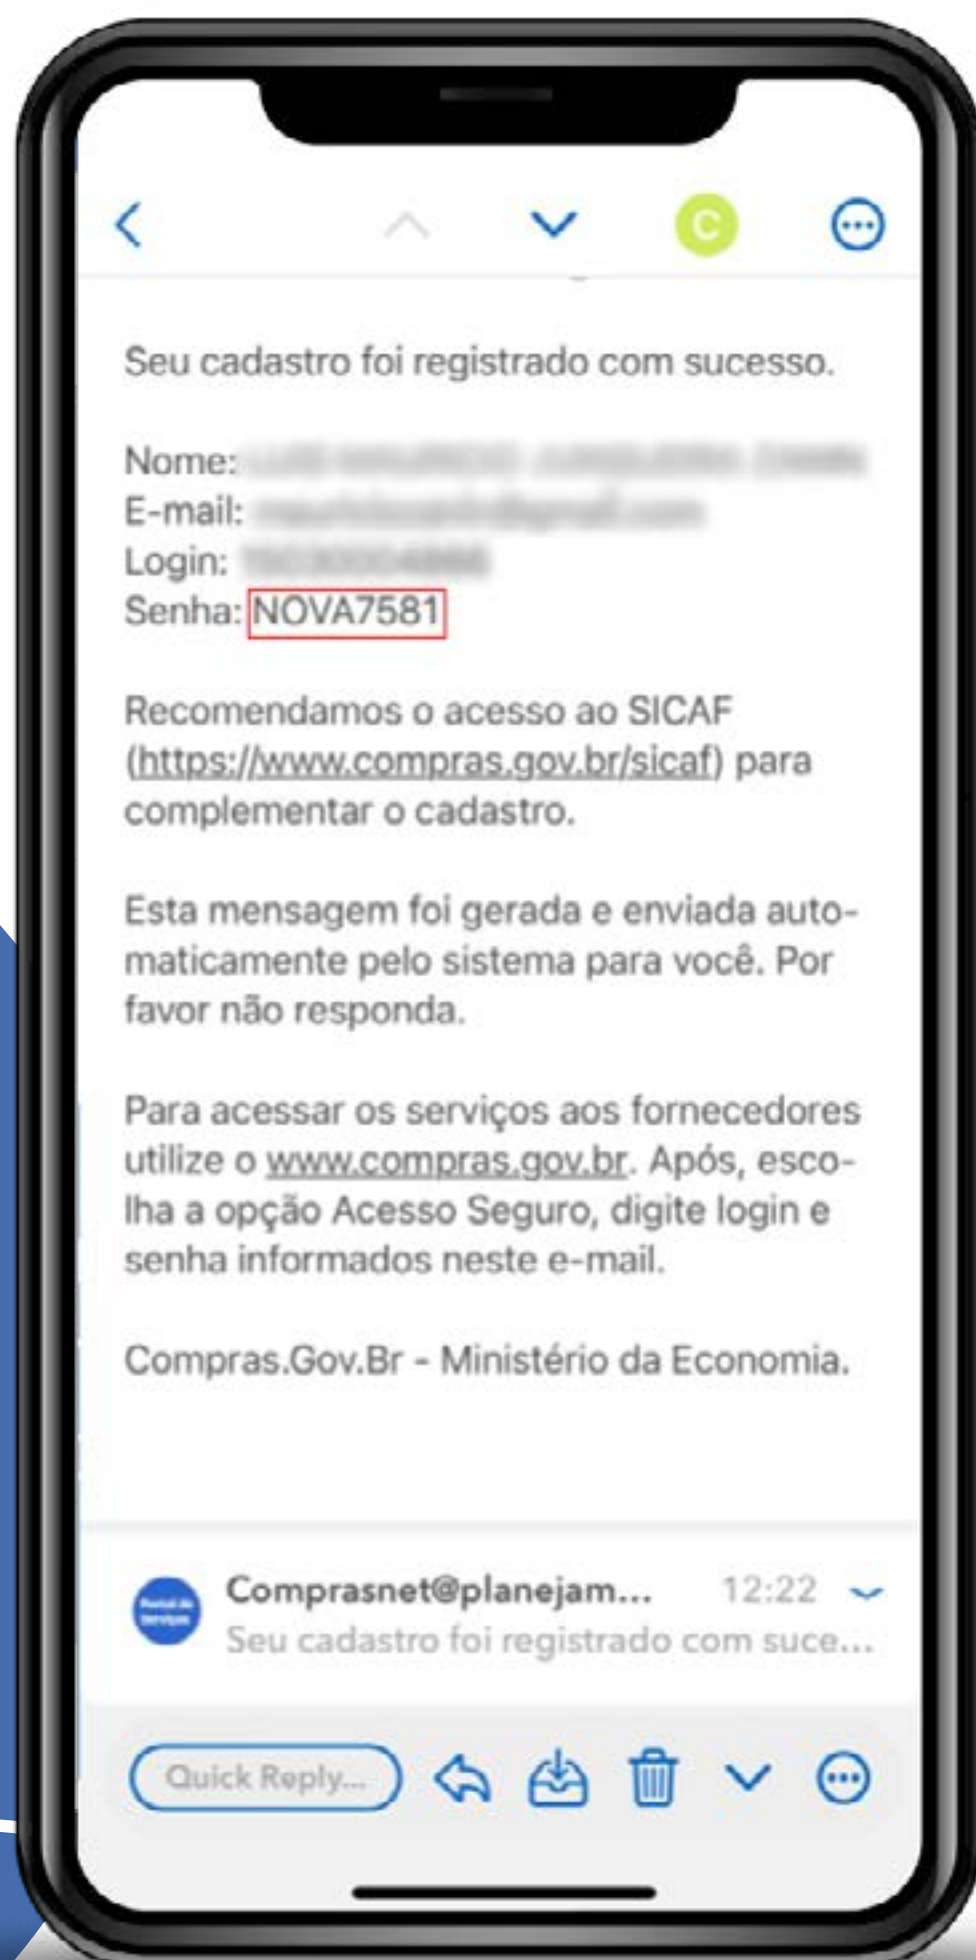 C
Seu cadastro foi registrado com sucesso.
Nome:
E-mail:
Login:
Senha: NOVA7581
Recomendamos o acesso ao SICAF
(https://www.compras.gov.br/sicaf) para
complementar o cadastro.
Esta mensagem foi gerada e enviada auto-
maticamente pelo sistema para você. Por
favor não responda.
Para acessar os serviços aos fornecedores
utilize o www.compras.gov.br. Após, esco-
lha a opção Acesso Seguro, digite login e
senha informados neste e-mail.
Compras.Gov.Br - Ministério da Economia.
Comprasnet@planejam... 12:22
Seu cadastro foi registrado com suce...
Quick Reply...